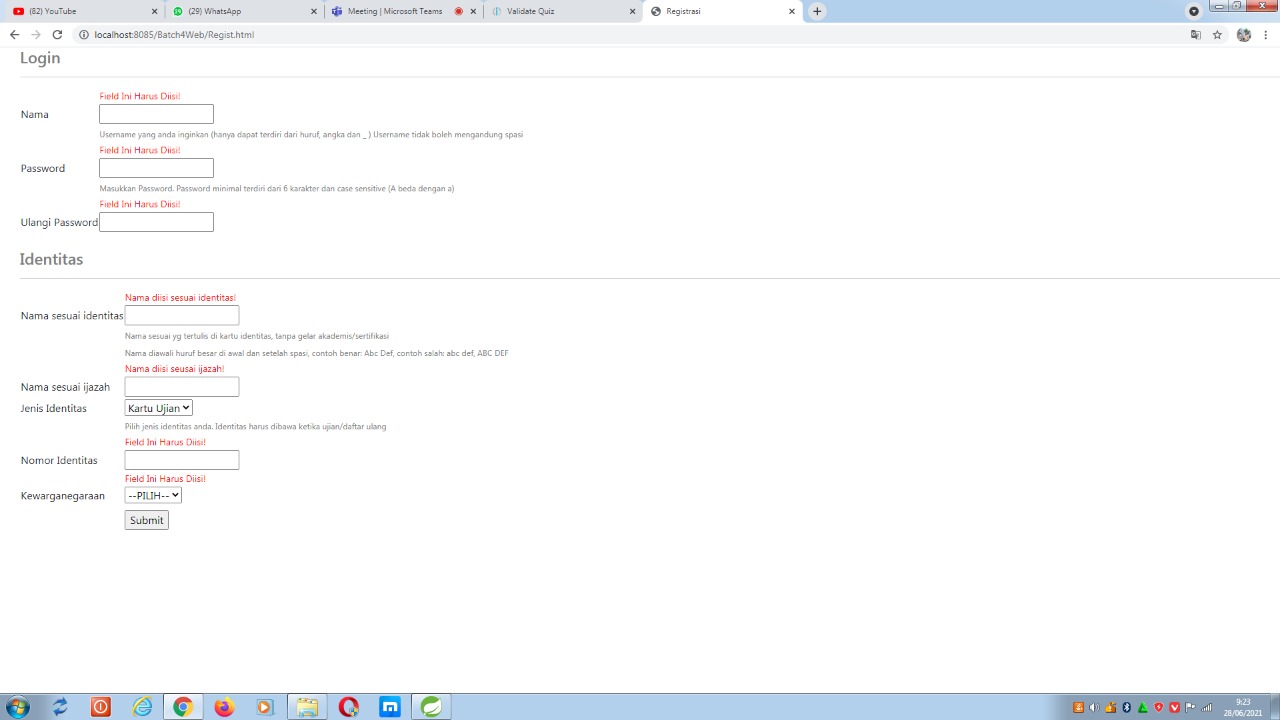 (82) YouTube
(29) WhatsApp
Meeting | Microsoft Teams
Validate Quiz
Registrasi
localhost:8085/Batch4Web/Regist.html
Login
Field Ini Harus Diisi!
Nama
Username yang anda inginkan (hanya dapat terdiri dari huruf, angka dan _ ) Username tidak boleh mengandung spasi
Field Ini Harus Diisi!
Password
Masukkan Password. Password minimal terdiri dari 6 karakter dan case sensitive (A beda dengan a)
Field Ini Harus Diisi!
Ulangi Password
Identitas
Nama diisi sesuai identitas!
Nama sesuai identitas
Nama sesuai yg tertulis di kartu identitas, tanpa gelar akademis/sertifikasi
Nama diawali huruf besar di awal dan setelah spasi, contoh benar: Abc Def, contoh salah: abc def, ABC DEF
Nama diisi seusai ijazah!
Nama sesuai ijazah
Jenis Identitas Kartu Ujian
Pilih jenis identitas anda. Identitas harus dibawa ketika ujian/daftar ulang
Field Ini Harus Diisi!
Nomor Identitas
Field Ini Harus Diisi!
Kewarganegaraan --PILIH--
Submit
9:23
28/06/2021